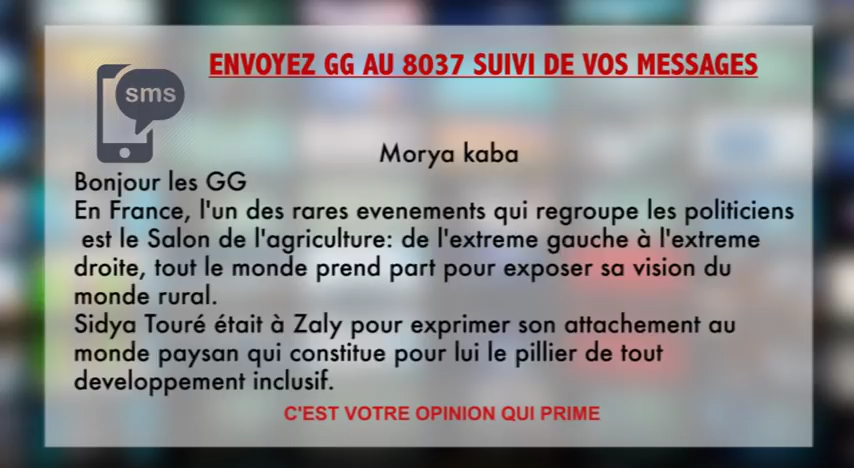 ENVOYEZ GG AU 8037 SUIVI DE VOS MESSAGES
sms
Morya kaba
Bonjour les GG
En France, l'un des rares evenements qui regroupe les politiciens
est le Salon de l'agriculture: de l'extreme gauche à l'extreme
droite, tout le monde prend part pour exposer sa vision du
monde rural.
Sidya Touré était à Zaly pour exprimer son attachement au
monde paysan qui constitue pour lui le pillier de tout
developpement inclusif.
C'EST VOTRE OPINION QUI PRIME